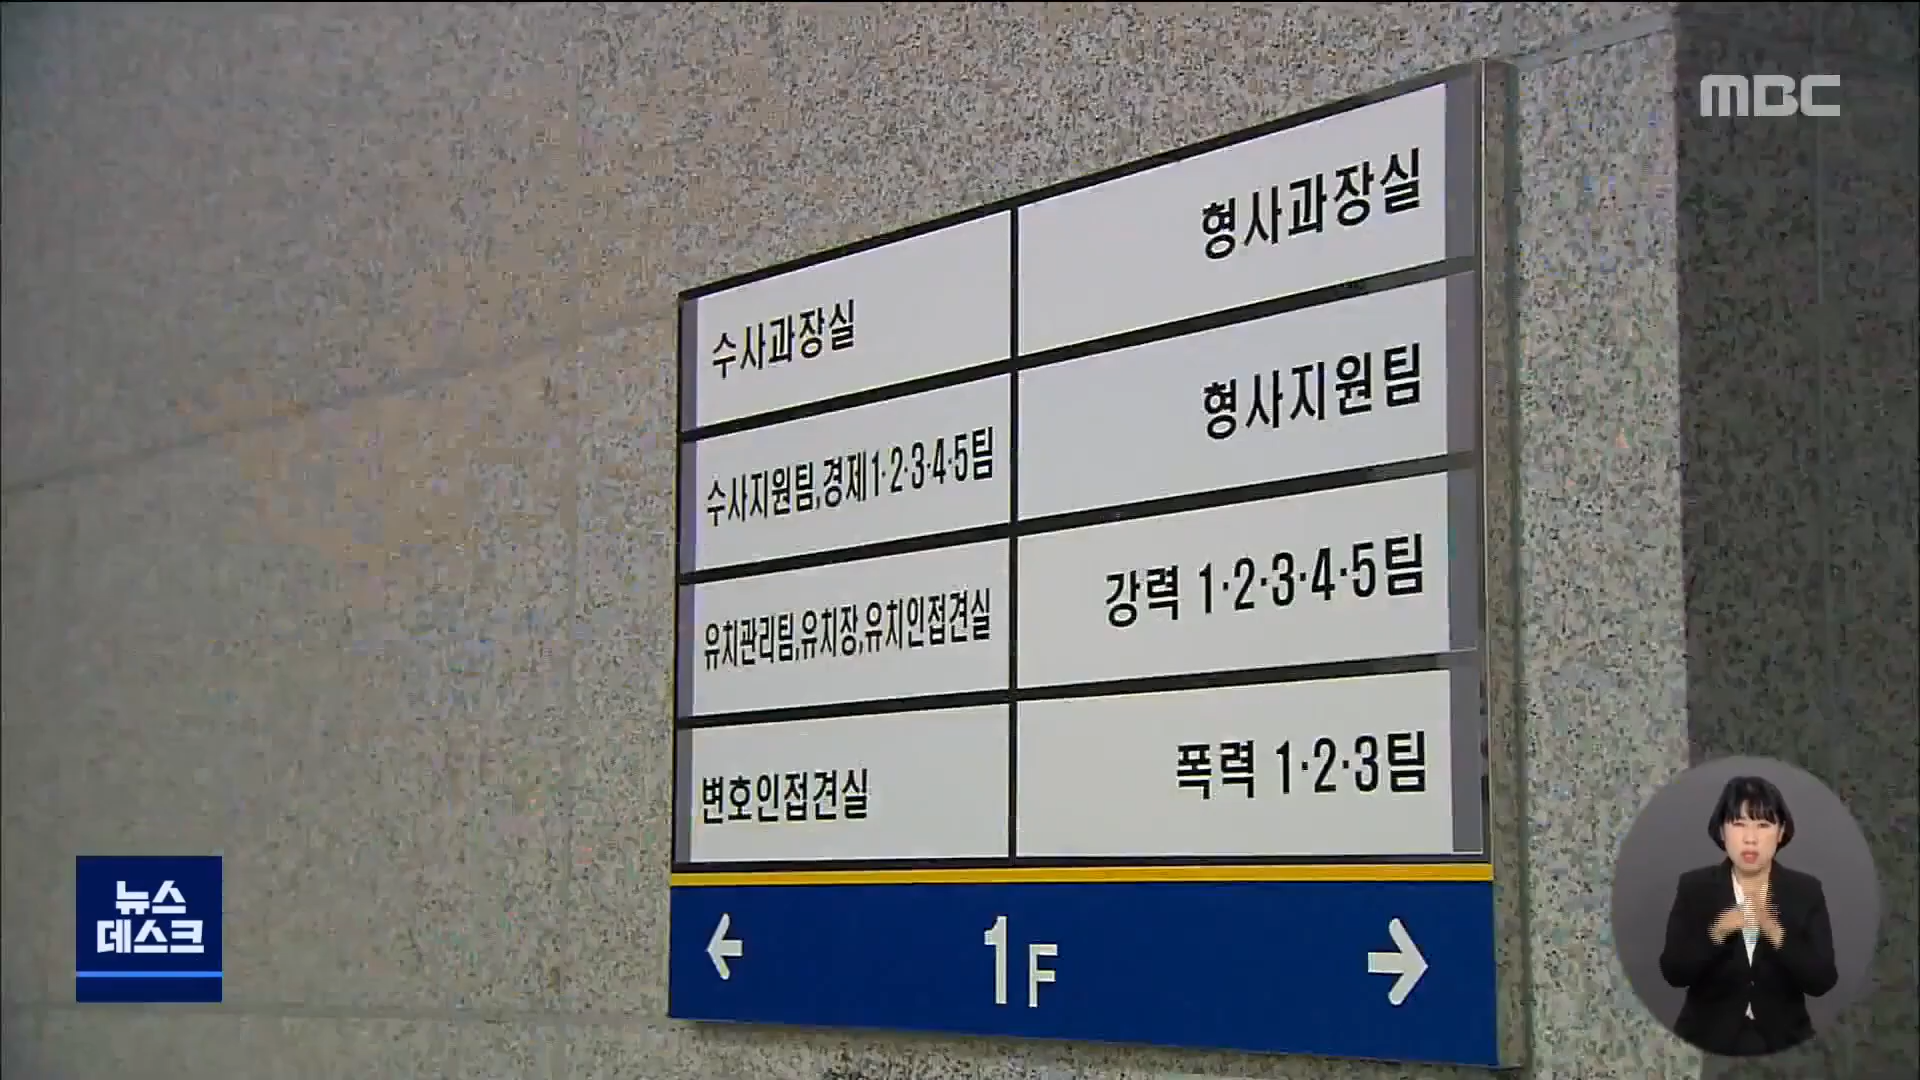 MBC
수사과장실
형사과장실
수사지원팀,경제1·2·3·4·5팀
형사지원팀
유치관리팀,유치장,유치인접견실
강력 1·2·3·4·5팀
변호인접견실
폭력 1·2·3팀
← 1F →
뉴스
데스크